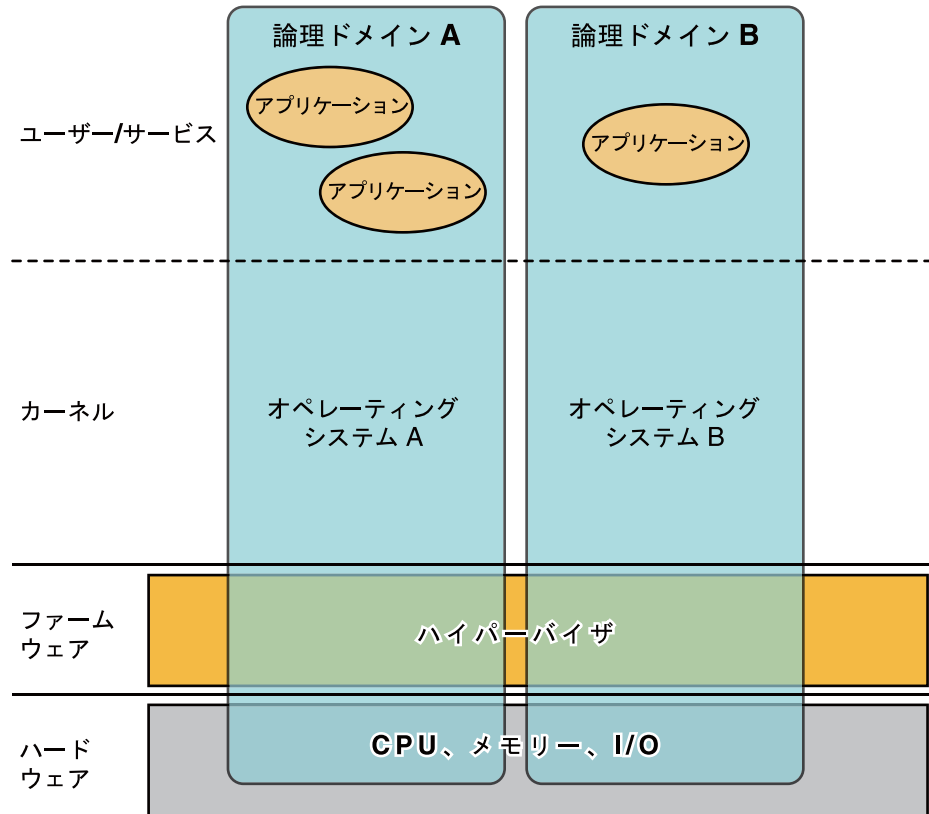 論理ドメイン A
論理ドメイン B
アプリケーション
アプリケーション
アプリケーション
ユーザー/サービス
カーネル
オペレーティング
システム A
オペレーティング
システム B
ファーム
ウェア
ハイパーバイザ
ハード
ウェア
CPU、メモリー、I/O